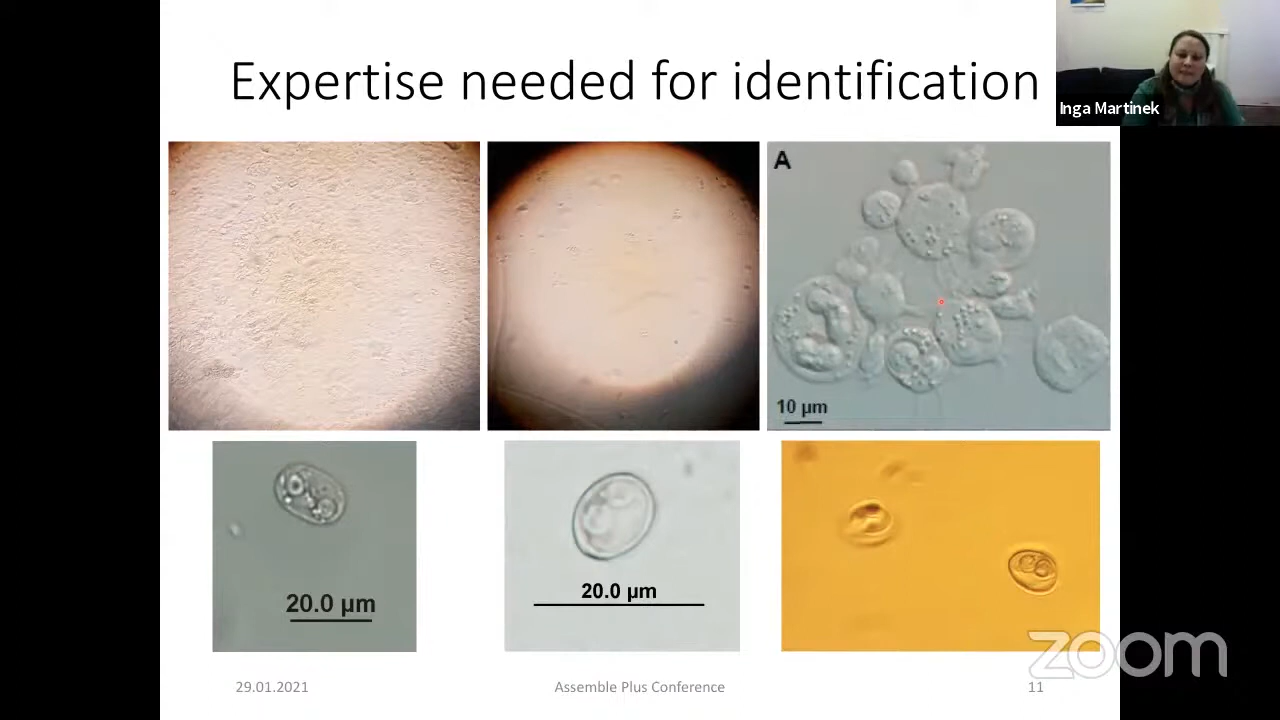 Expertise needed for identification
Inga Martinek
A
10 µm
20.0 µm
20.0 µm
zoom
29.01.2021
Assemble Plus Conference
11